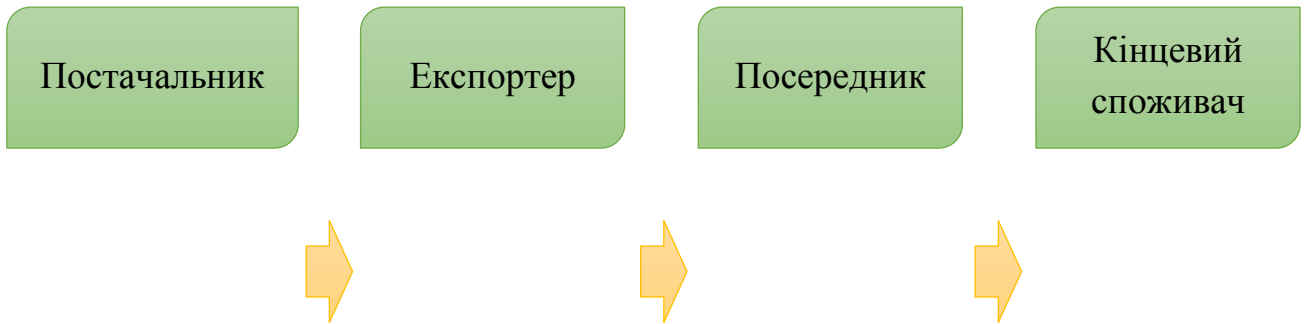 Постачальник
Експортер
Посередник
Кінцевий
споживач